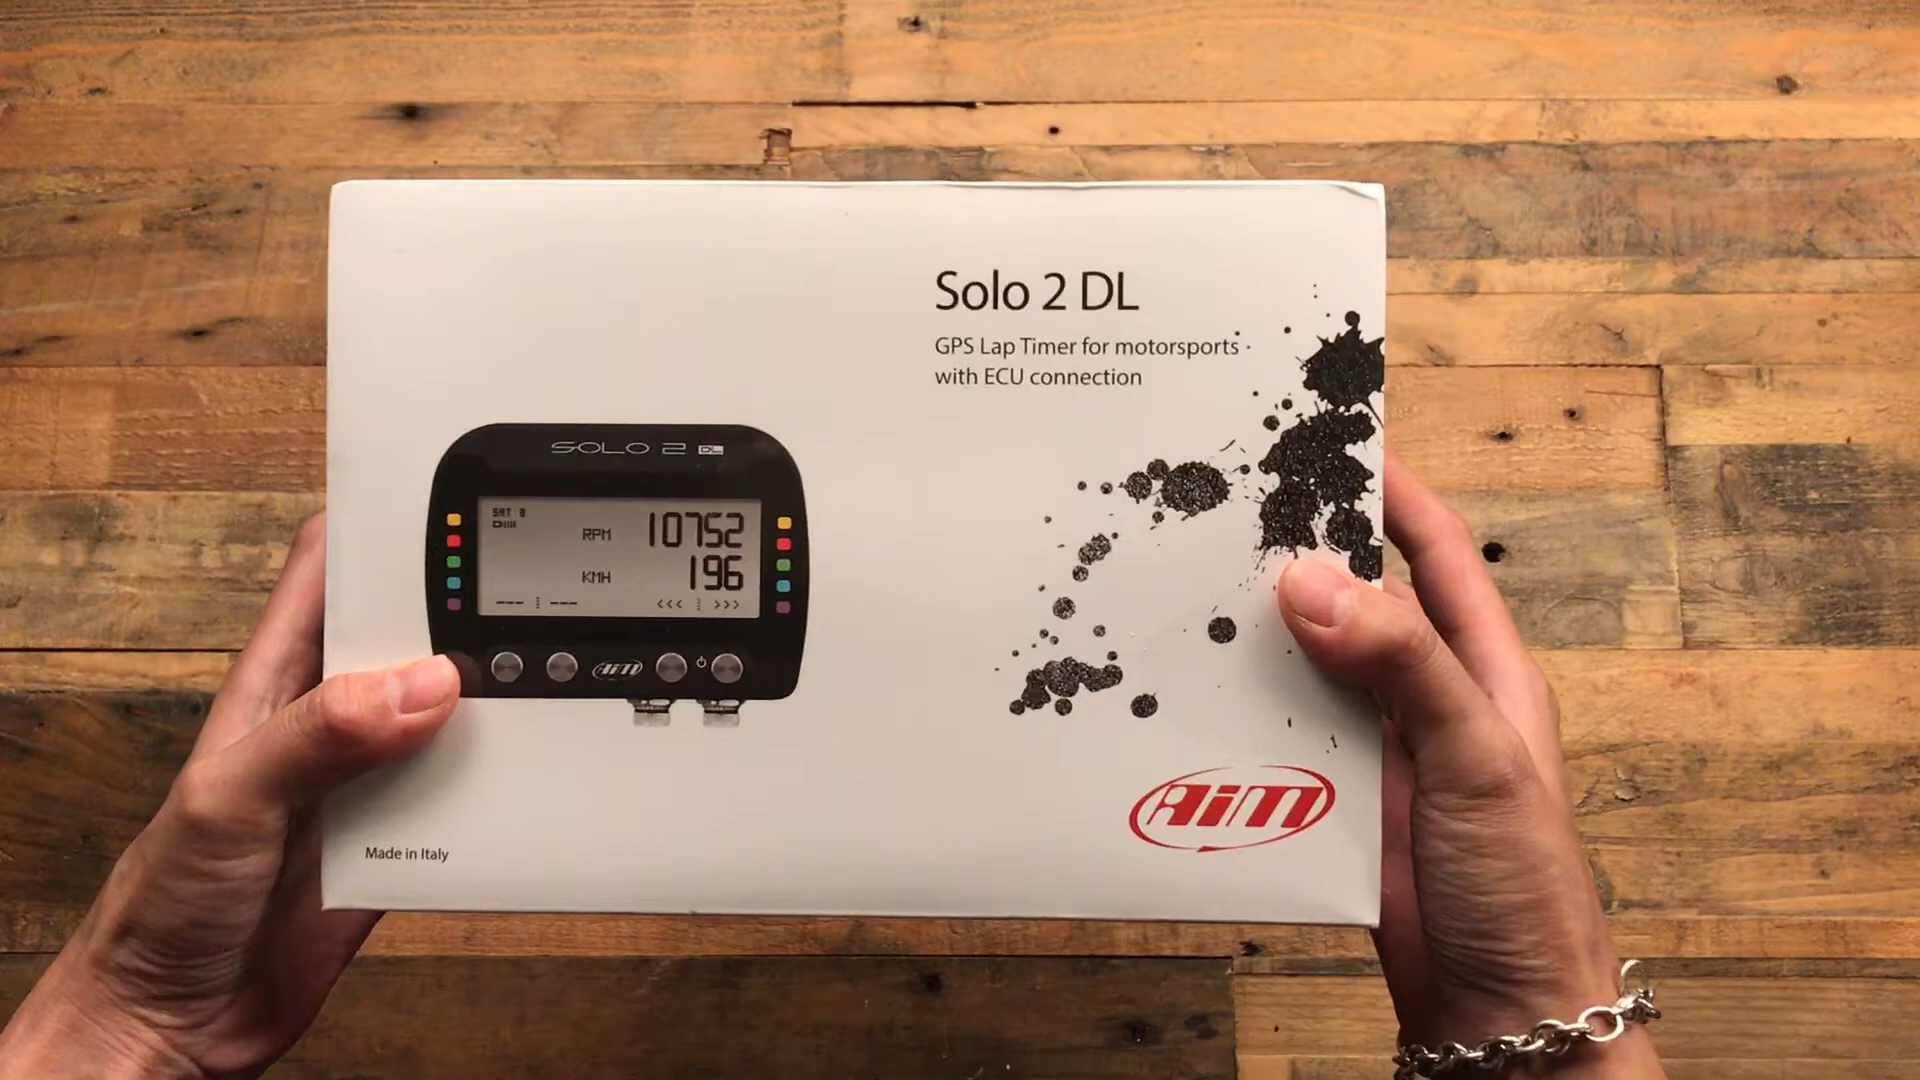 Solo 2 DL
GPS Lap Timer for motorsports
with ECU connection
SOLO 2 DL
SAT 8
RPM 10752
KMH 196
--- ---
<<< >>>
AiM
AiM
Made in Italy